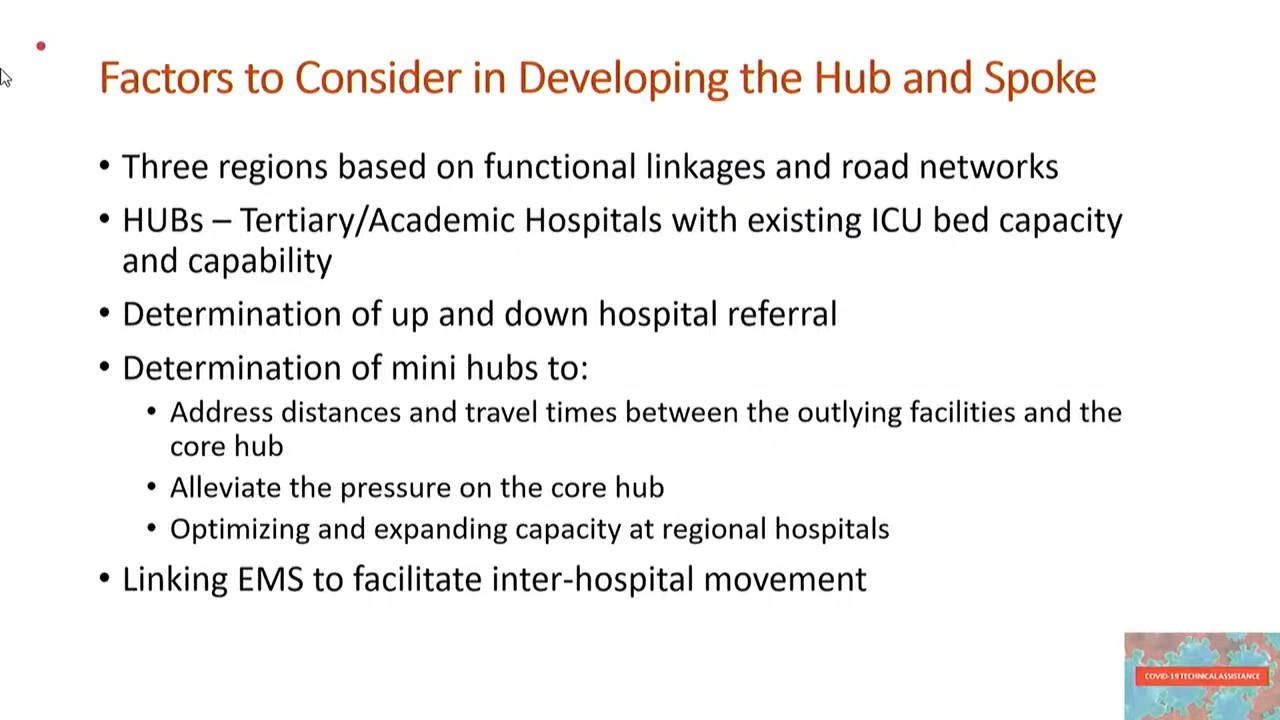 Factors to Consider in Developing the Hub and Spoke
• Three regions based on functional linkages and road networks
• HUBs – Tertiary/Academic Hospitals with existing ICU bed capacity
and capability
• Determination of up and down hospital referral
• Determination of mini hubs to:
• Address distances and travel times between the outlying facilities and the
core hub
• Alleviate the pressure on the core hub
• Optimizing and expanding capacity at regional hospitals
• Linking EMS to facilitate inter-hospital movement
COVID-19 TECHNICAL ASSISTANCE